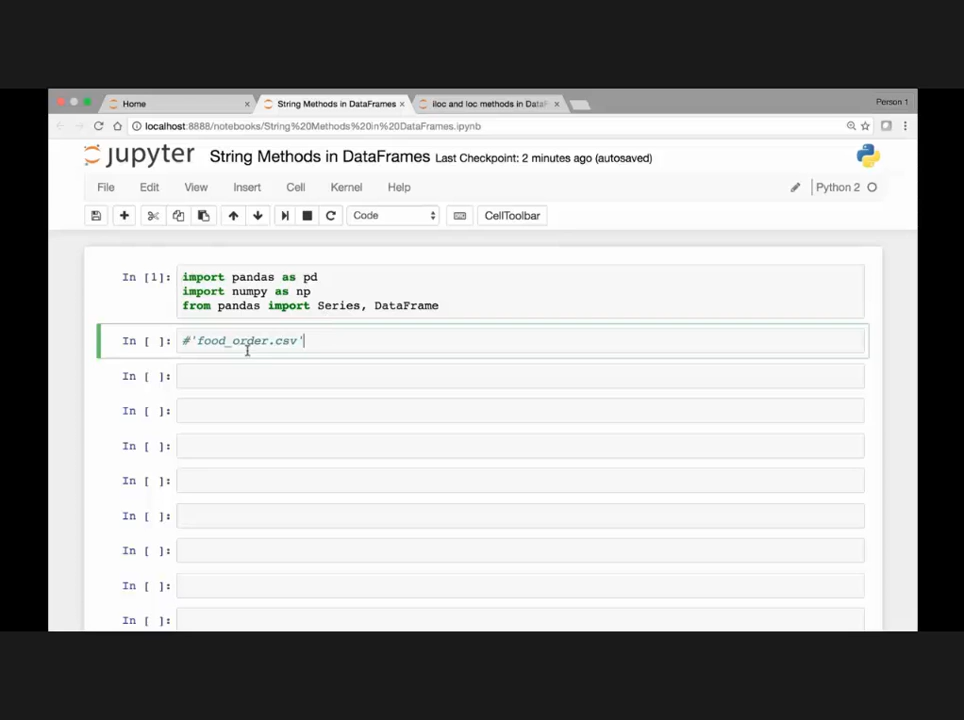 Home
String Methods in DataFrames
iloc and loc methods in DataF
Person 1
localhost:8888/notebooks/String%20Methods%20in%20DataFrames.ipynb
jupyter String Methods in DataFrames Last Checkpoint: 2 minutes ago (autosaved)
File Edit View Insert Cell Kernel Help Python 2
Code CellToolbar
In [1]: import pandas as pd
import numpy as np
from pandas import Series, DataFrame
In [ ]: #'food_order.csv'
In [ ]:
In [ ]:
In [ ]:
In [ ]:
In [ ]:
In [ ]:
In [ ]:
In [ ]: